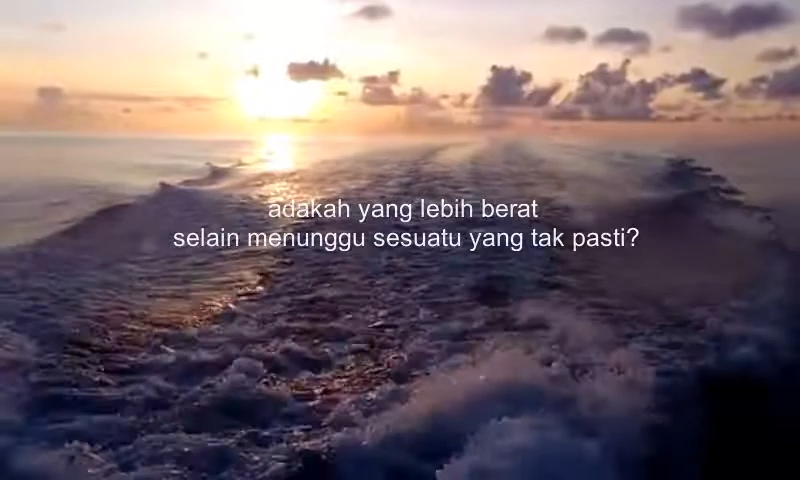 adakah yang lebih berat
selain menunggu sesuatu yang tak pasti?